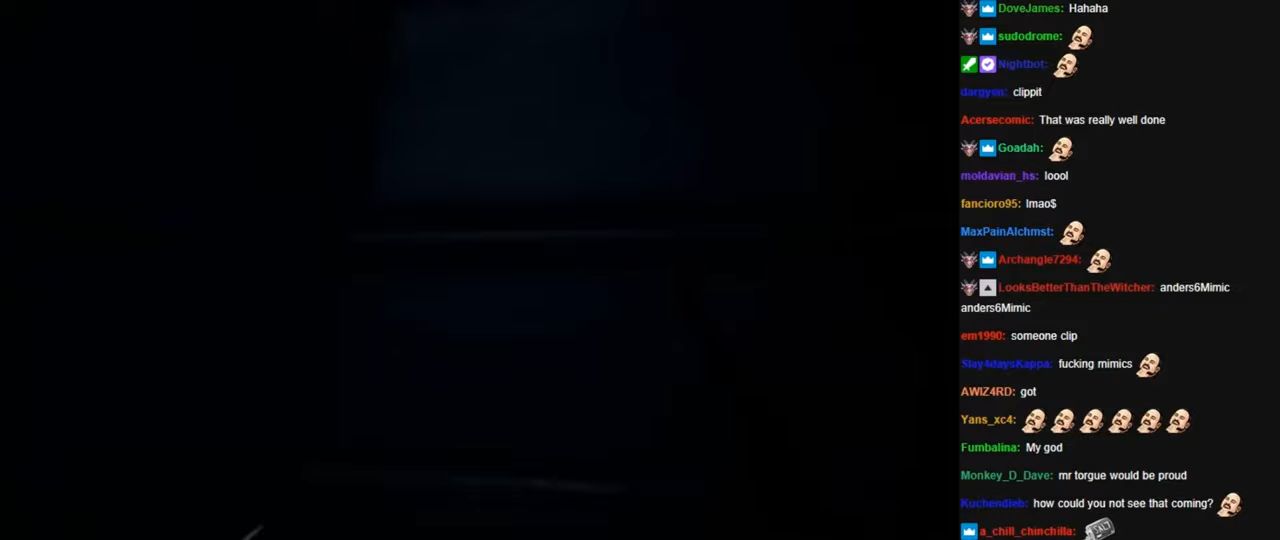 DoveJames: Hahaha
sudodrome:
Nightbot:
dargyen: clippit
Acersecomic: That was really well done
Goadah:
moldavian_hs: loool
fancioro95: lmao$
MaxPainAlchmst:
Archangle7294:
LooksBetterThanTheWitcher: anders6Mimic
anders6Mimic
em1990: someone clip
Slay4daysKappa: fucking mimics
AWIZ4RD: got
Yans_xc4:
Fumbalina: My god
Monkey_D_Dave: mr torgue would be proud
Kuchendieb: how could you not see that coming?
a_chill_chinchilla: SALT